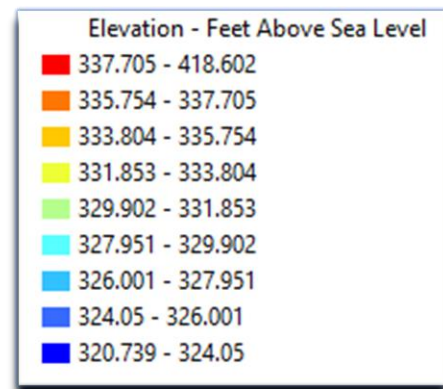 Elevation - Feet Above Sea Level
337.705 - 418.602
335.754 - 337.705
333.804 - 335.754
331.853 - 333.804
329.902 - 331.853
327.951 - 329.902
326.001 - 327.951
324.05 - 326.001
320.739 - 324.05